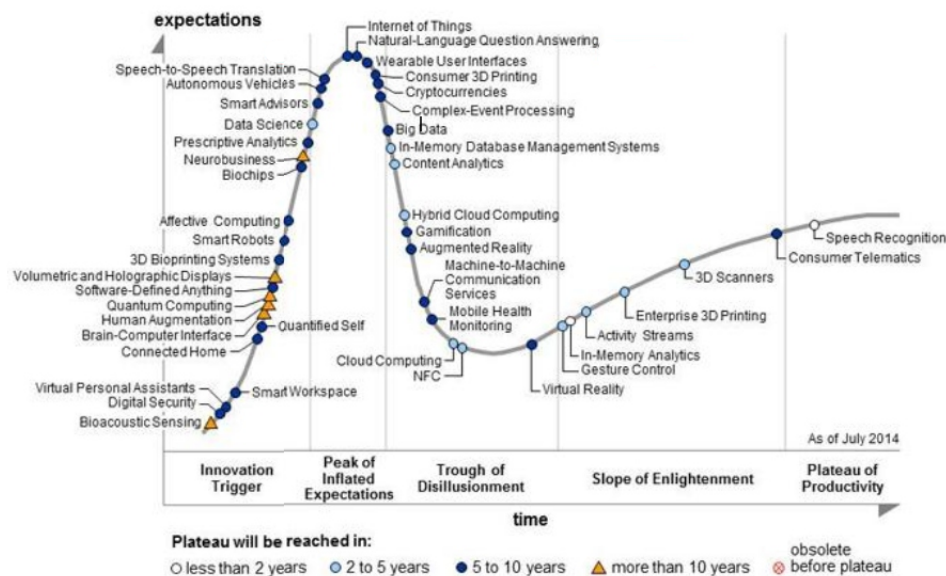 expectations
Internet of Things
Natural-Language Question Answering
Wearable User Interfaces
Consumer 3D Printing
Cryptocurrencies
Complex-Event Processing
Big Data
In-Memory Database Management Systems
Content Analytics
Speech-to-Speech Translation
Autonomous Vehicles
Smart Advisors
Data Science
Prescriptive Analytics
Neurobusiness
Biochips
Affective Computing
Smart Robots
3D Bioprinting Systems
Volumetric and Holographic Displays
Software-Defined Anything
Quantum Computing
Human Augmentation
Brain-Computer Interface
Quantified Self
Connected Home
Virtual Personal Assistants
Smart Workspace
Digital Security
Bioacoustic Sensing
Hybrid Cloud Computing
Gamification
Augmented Reality
Machine-to-Machine
Communication
Services
Mobile Health
Monitoring
Cloud Computing
NFC
Virtual Reality
Gesture Control
In-Memory Analytics
Activity Streams
Enterprise 3D Printing
3D Scanners
Consumer Telematics
Speech Recognition
As of July 2014
Innovation
Trigger
Peak of
Inflated
Expectations
Trough of
Disillusionment
Slope of Enlightenment
Plateau of
Productivity
time
Plateau will be reached in:
less than 2 years
2 to 5 years
5 to 10 years
more than 10 years
obsolete
before plateau